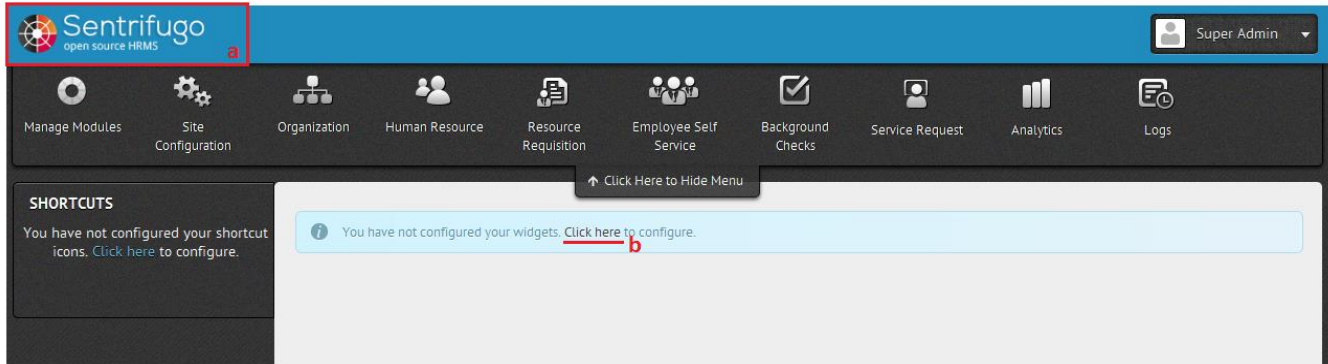 Sentrifugo
open source HRMS
a
Super Admin
Manage Modules
Site
Configuration
Organization
Human Resource
Resource
Requisition
Employee Self
Service
Background
Checks
Service Request
Analytics
Logs
Click Here to Hide Menu
SHORTCUTS
You have not configured your shortcut
icons. Click here to configure.
You have not configured your widgets. Click here to configure.
b